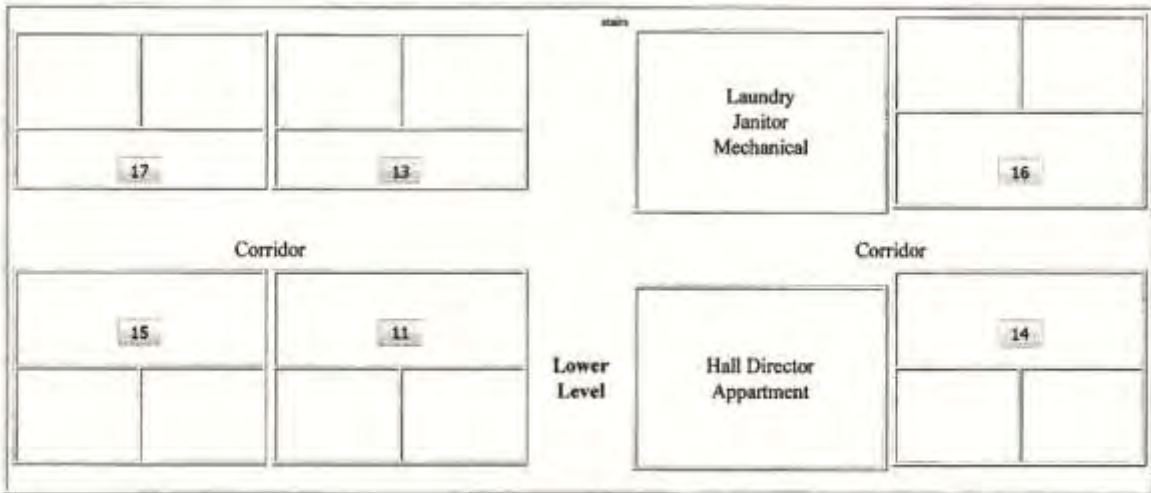 stairs
Laundry
Janitor
Mechanical
17
13
16
Corridor
Corridor
15
11
14
Lower
Level
Hall Director
Appartment